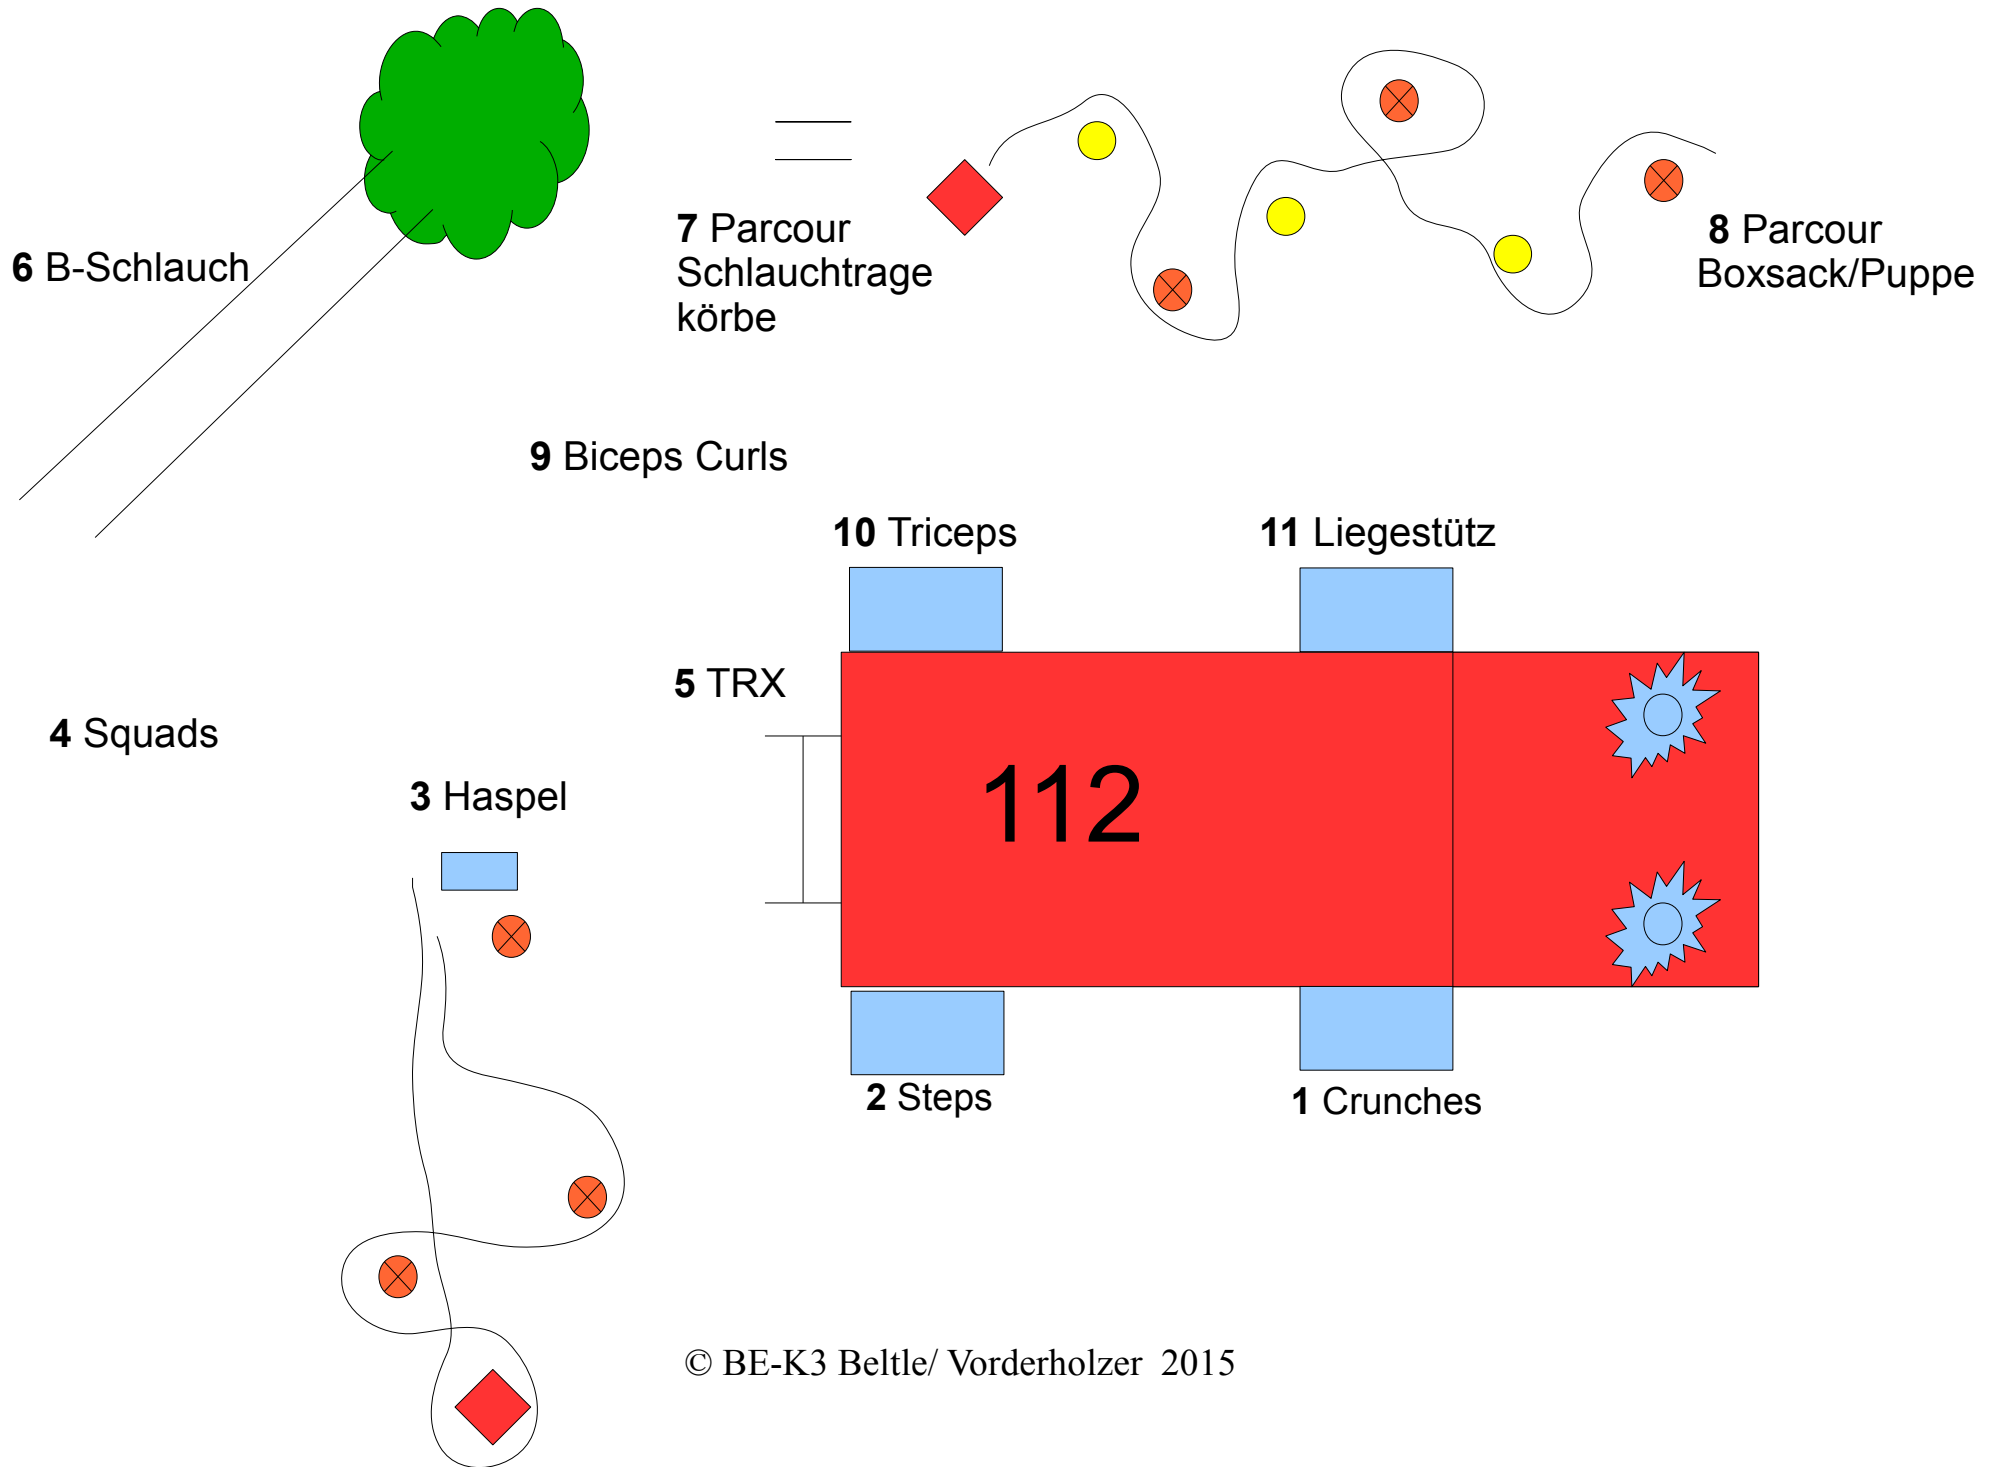 6 B-Schlauch
7 Parcour
Schlauchtrage
körbe
8 Parcour
Boxsack/Puppe
9 Biceps Curls
10 Triceps
11 Liegestütz
5 TRX
4 Squads
3 Haspel
112
2 Steps
1 Crunches
© BE-K3 Beltle/ Vorderholzer 2015